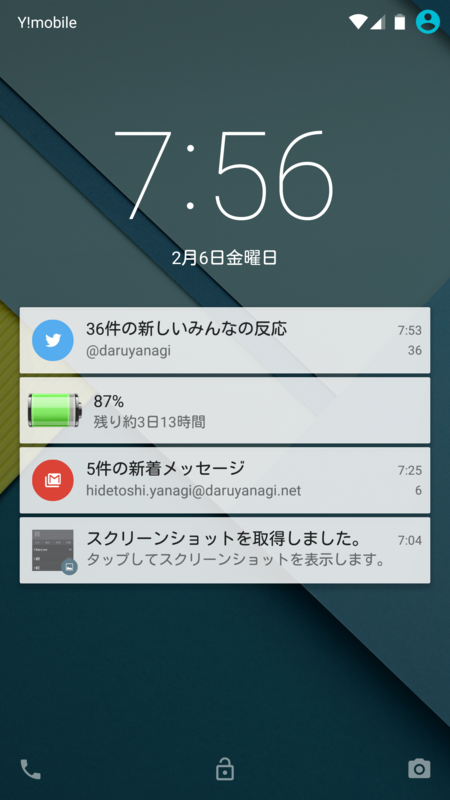 Y!mobile
7:56
2月6日金曜日
36件の新しいみんなの反応 7:53
@daruyanagi 36
87%
残り約3日13時間
5件の新着メッセージ 7:25
hidetoshi.yanagi@daruyanagi.net 6
スクリーンショットを取得しました。 7:04
タップしてスクリーンショットを表示します。